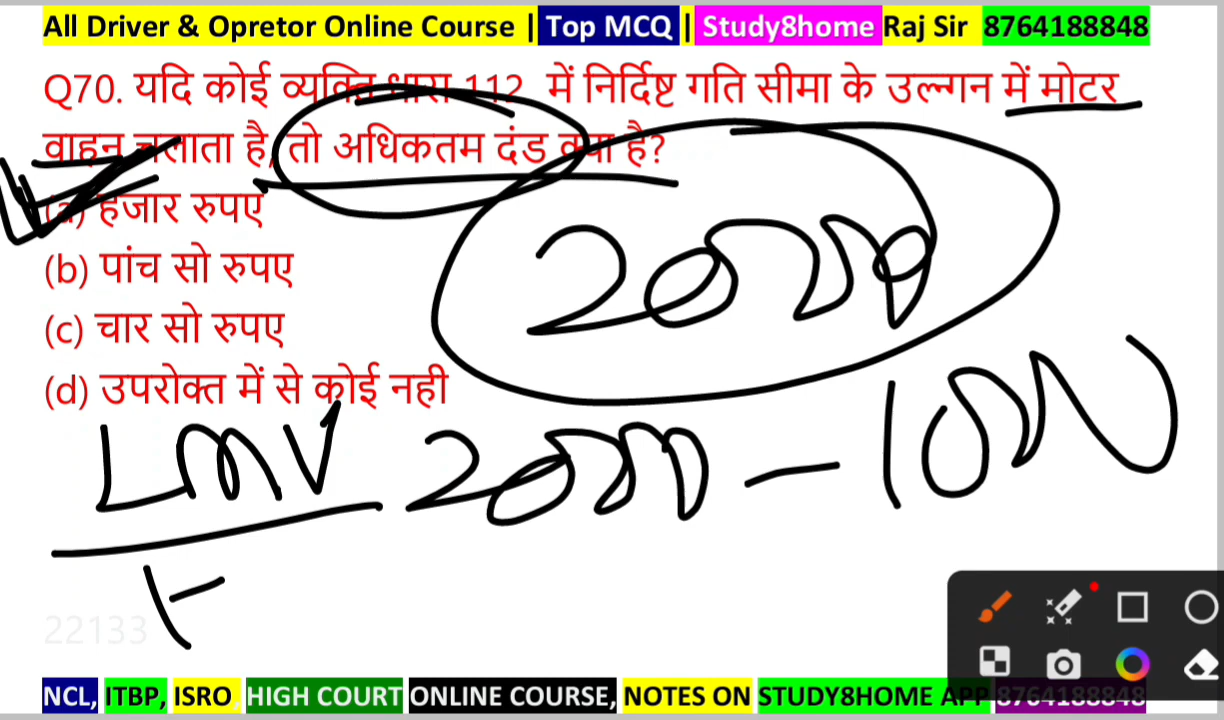 All Driver & Opretor Online Course | Top MCQ | Study8home Raj Sir 8764188848
Q70. यदि कोई व्यक्ति धारा 112 में निर्दिष्ट गति सीमा के उल्लगन में मोटर
वाहन चलाता है, तो अधिकतम दंड क्या है?
(a) हजार रुपए
(b) पांच सो रुपए
2000
(c) चार सो रुपए
(d) उपरोक्त में से कोई नही
LMV 2000 - 1000
22133
NCL, ITBP, ISRO, HIGH COURT ONLINE COURSE, NOTES ON STUDY8HOME APP 8764188848